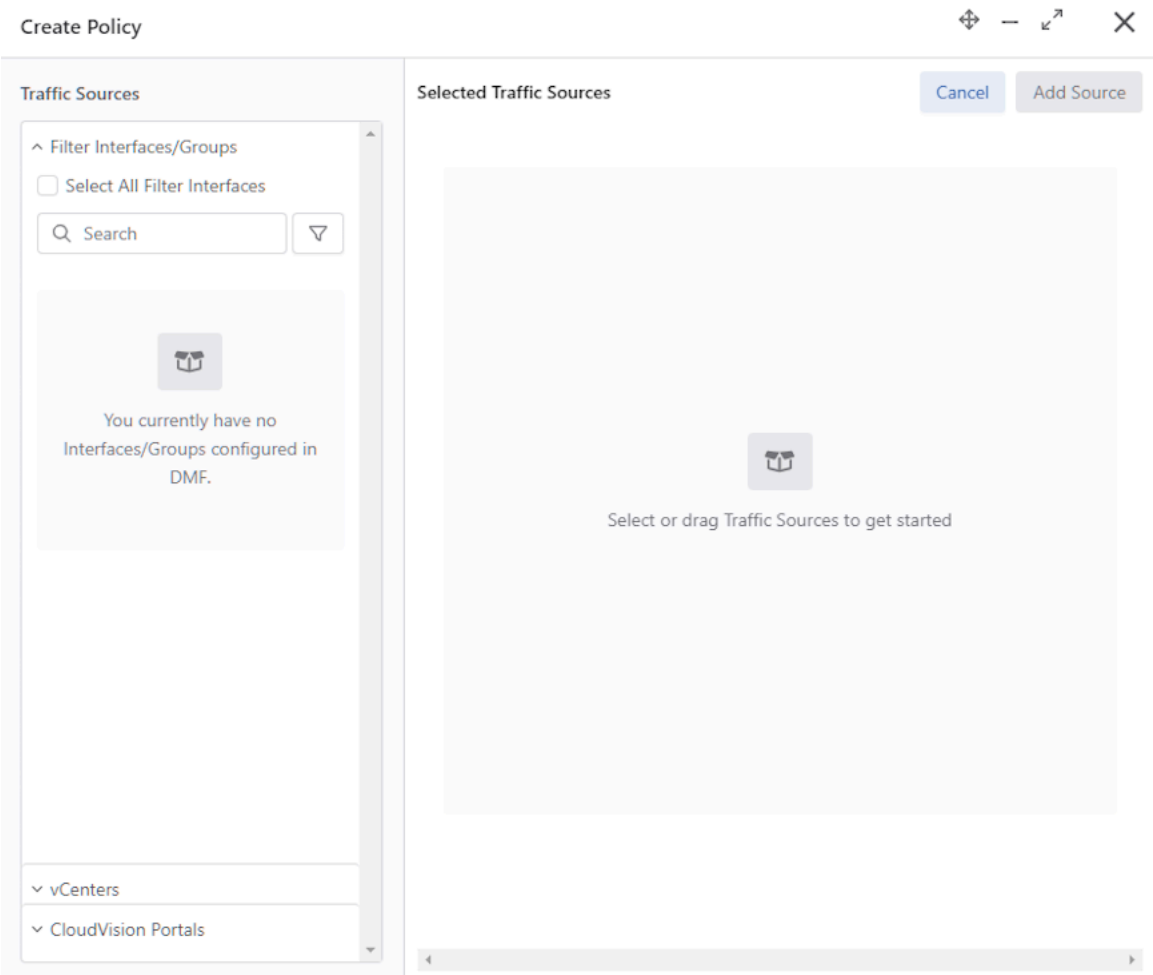 Create Policy
Traffic Sources
Filter Interfaces/Groups
Select All Filter Interfaces
Search
You currently have no
Interfaces/Groups configured in
DMF.
vCenters
CloudVision Portals
Selected Traffic Sources
Cancel
Add Source
Select or drag Traffic Sources to get started